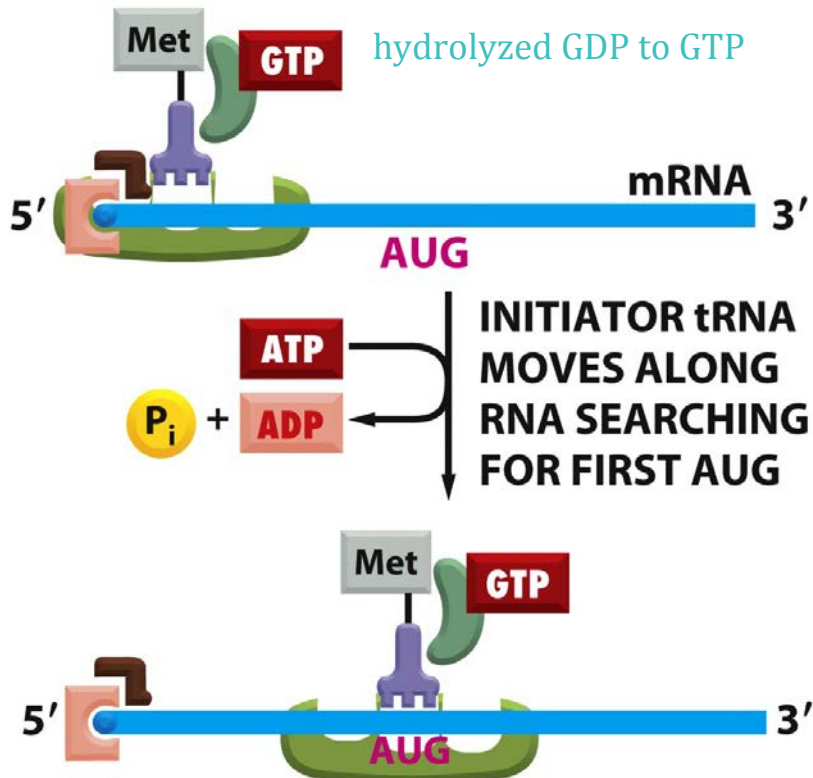 Met
GTP
hydrolyzed GDP to GTP
mRNA
5′
3′
AUG
ATP
Pi + ADP
INITIATOR tRNA
MOVES ALONG
RNA SEARCHING
FOR FIRST AUG
Met
GTP
5′
3′
AUG